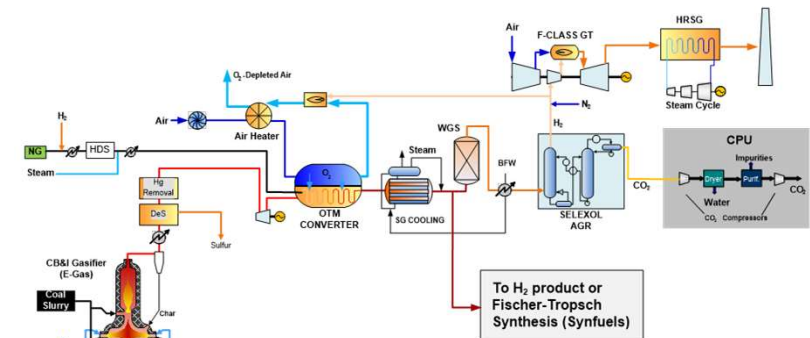 Air
F-CLASS GT
HRSG
Steam Cycle
O₂-Depleted Air
Air
Air Heater
N₂
H₂
H₂
NG
HDS
Steam
Hg
Removal
DeS
Sulfur
O₂
OTM
CONVERTER
Steam
SG COOLING
WGS
BFW
SELEXOL
AGR
CO₂
CPU
Impurities
Dryer
Purif.
Water
CO₂
CO₂ Compressors
CB&I Gasifier
(E-Gas)
Coal
Slurry
Char
To H₂ product or
Fischer-Tropsch
Synthesis (Synfuels)